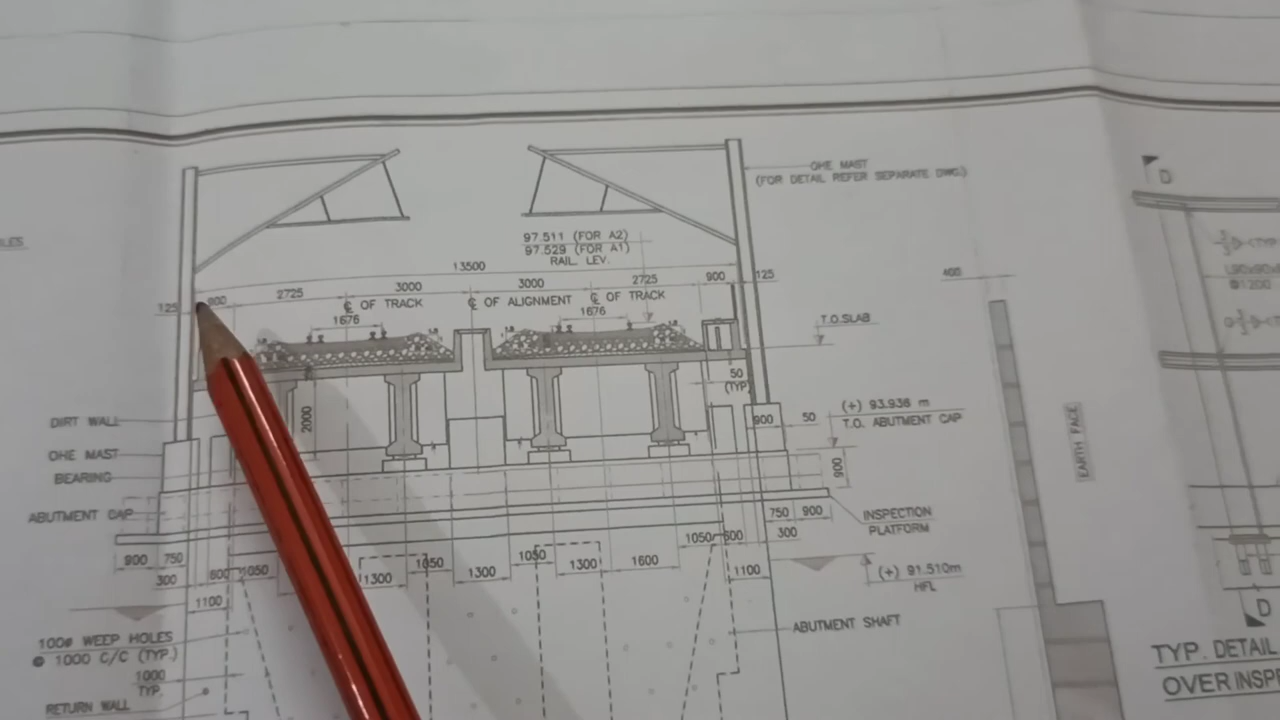 OHE MAST
(FOR DETAIL REFER SEPARATE DWG.)
D
97.511 (FOR A2)
97.529 (FOR A1)
RAIL. LEV.
13500
125
900
2725
3000
3000
2725
900
125
400
℄ OF TRACK
℄ OF ALIGNMENT
℄ OF TRACK
1676
1676
T.O.SLAB
@1200
50
(TYP
2000
DIRT WALL
900
50
(+) 93.936 m
T.O. ABUTMENT CAP
OHE MAST
BEARING
900
EARTH FACE
ABUTMENT CAP
750
900
300
INSPECTION
PLATFORM
900
750
300
600
1050
1300
1050
1300
1050
1300
1600
1050
600
1100
(+) 91.510m
HFL
1100
D
100ø WEEP HOLES
@ 1000 C/C (TYP.)
ABUTMENT SHAFT
1000
TYP.
RETURN WALL
TYP. DETAIL
OVER INSP